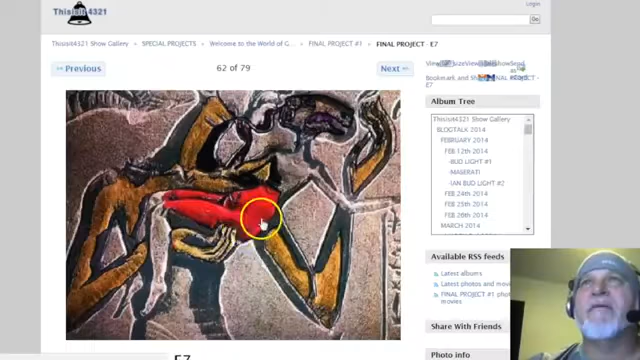 Login
Thisisit4321
Go
Thisisit4321 Show Gallery » SPECIAL PROJECTS » Welcome to the World of G... » FINAL PROJECT #1 » FINAL PROJECT - E7
Previous
62 of 79
Next
Album Tree
Thisisit4321 Show Gallery
BLOGTALK 2014
FEBRUARY 2014
FEB 12th 2014
-BUD LIGHT #1
-MASERATI
-IAN BUD LIGHT #2
FEB 24th 2014
FEB 25th 2014
FEB 26th 2014
MARCH 2014
Available RSS feeds
Latest albums
Latest photos and movies
FINAL PROJECT #1 photos
movies
Share With Friends
Photo info
E7